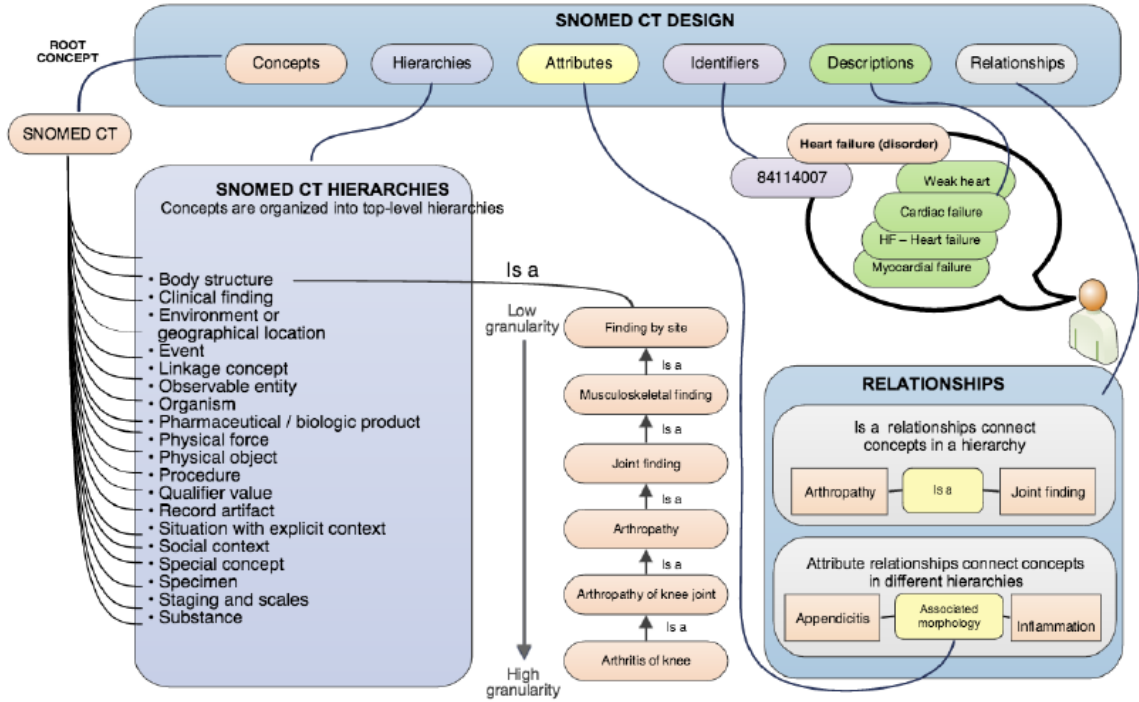 SNOMED CT DESIGN
ROOT
CONCEPT
Concepts
Hierarchies
Attributes
Identifiers
Descriptions
Relationships
SNOMED CT
SNOMED CT HIERARCHIES
Concepts are organized into top-level hierarchies
• Body structure
• Clinical finding
• Environment or
geographical location
• Event
• Linkage concept
• Observable entity
• Organism
• Pharmaceutical / biologic product
• Physical force
• Physical object
• Procedure
• Qualifier value
• Record artifact
• Situation with explicit context
• Social context
• Special concept
• Specimen
• Staging and scales
• Substance
Is a
Low
granularity
High
granularity
Finding by site
Is a
Musculoskeletal finding
Is a
Joint finding
Is a
Arthropathy
Is a
Arthropathy of knee joint
Is a
Arthritis of knee
Heart failure (disorder)
84114007
Weak heart
Cardiac failure
HF – Heart failure
Myocardial failure
RELATIONSHIPS
Is a relationships connect
concepts in a hierarchy
Arthropathy
Is a
Joint finding
Attribute relationships connect concepts
in different hierarchies
Appendicitis
Associated
morphology
Inflammation